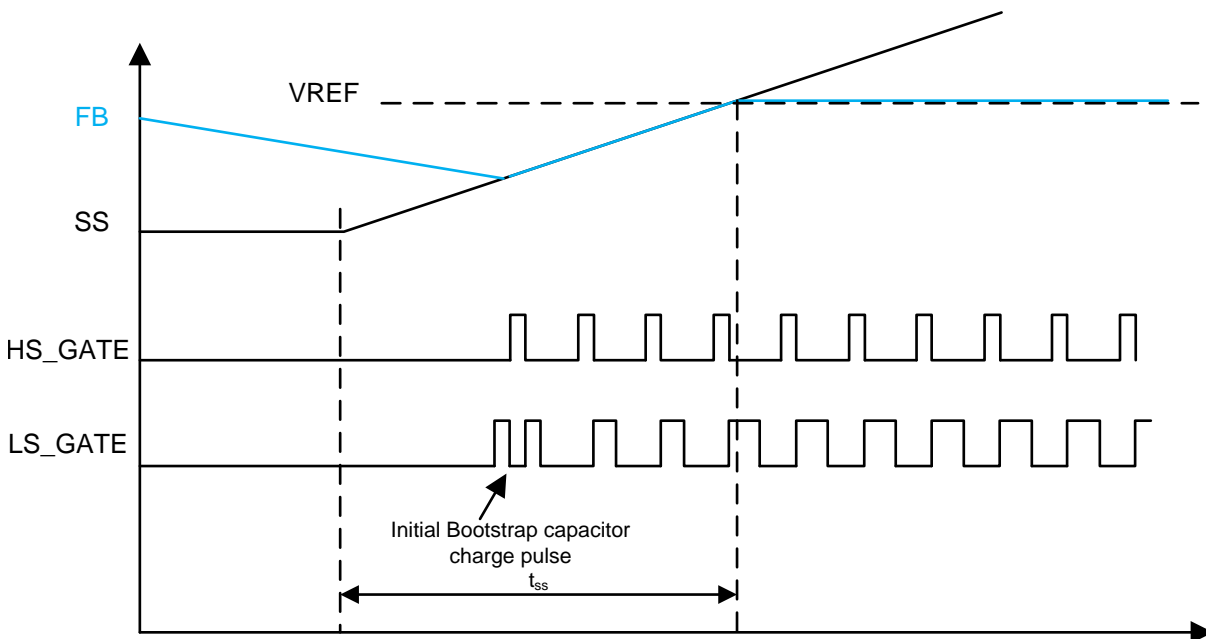 VREF
FB
SS
HS_GATE
LS_GATE
Initial Bootstrap capacitor
charge pulse
tss